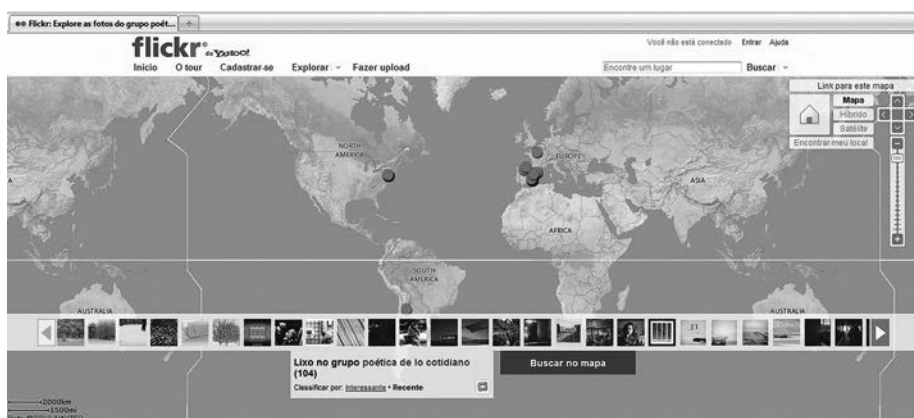 Flickr: Explore as fotos do grupo poét...
flickr do YAHOO!
Você não está conectado Entrar Ajuda
Início O tour Cadastrar-se Explorar Fazer upload
Encontre um lugar Buscar
Link para este mapa
Mapa
Híbrido
Satélite
Encontrar meu local
NORTH AMERICA
EUROPE
ASIA
AFRICA
SOUTH AMERICA
AUSTRALIA
AUSTRALIA
Lixo no grupo poética de lo cotidiano
(104)
Classificar por: Interessante • Recente
Buscar no mapa
2000km
1500mi